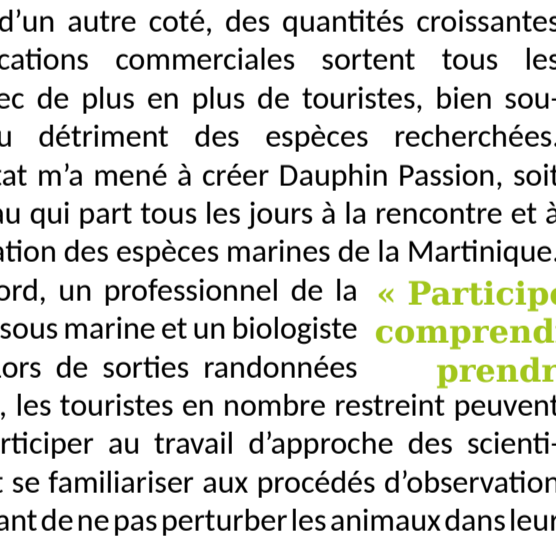 d’un autre coté, des quantités croissantes
cations commerciales sortent tous les
ec de plus en plus de touristes, bien sou-
u détriment des espèces recherchées.
tat m’a mené à créer Dauphin Passion, soit
au qui part tous les jours à la rencontre et à
ation des espèces marines de la Martinique.
ord, un professionnel de la
sous marine et un biologiste
Lors de sorties randonnées
« Particip
comprend
prendr
, les touristes en nombre restreint peuvent
rticiper au travail d’approche des scienti-
t se familiariser aux procédés d’observation
ant de ne pas perturber les animaux dans leur